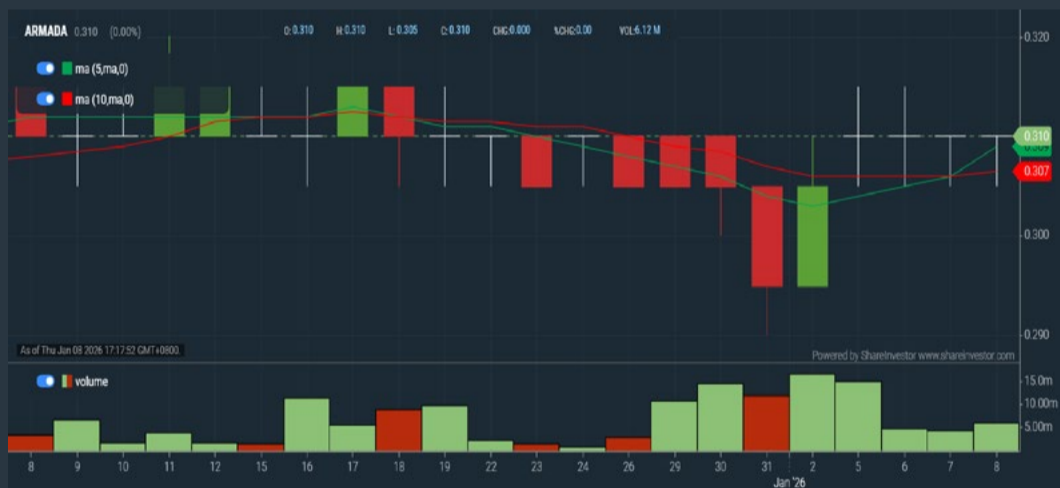 ARMADA 0.310 (0.00%) O: 0.310 H: 0.310 L: 0.305 C: 0.310 CHG: 0.000 %CHG: 0.00 VOL: 6.12 M
0.320
ma (5,ma,0)
ma (10,ma,0)
0.310
0.309
0.307
0.300
0.290
As of Thu Jan 08 2026 17:17:52 GMT+0800.
Powered by ShareInvestor www.shareinvestor.com
volume
15.0m
10.00m
5.00m
8 9 10 11 12 15 16 17 18 19 22 23 24 26 29 30 31 2 5 6 7 8
Jan '26